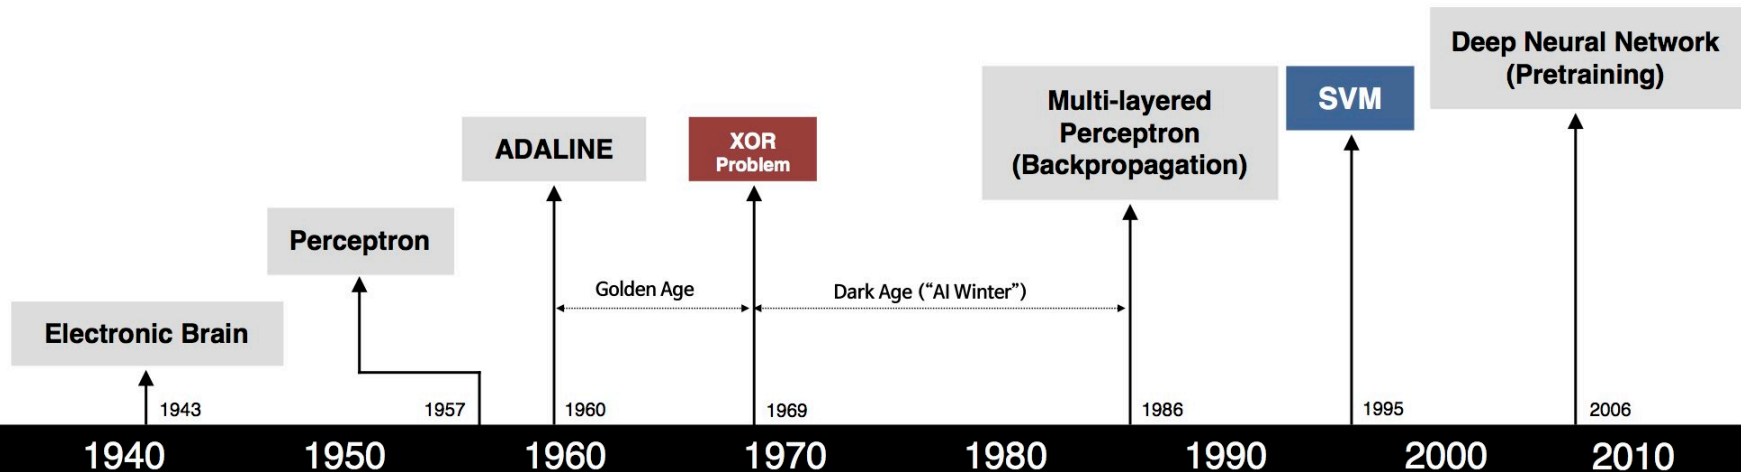 Deep Neural Network
(Pretraining)
Multi-layered
Perceptron
(Backpropagation)
SVM
ADALINE
XOR
Problem
Perceptron
Golden Age
Dark Age (“AI Winter”)
Electronic Brain
1943
1957
1960
1969
1986
1995
2006
1940
1950
1960
1970
1980
1990
2000
2010